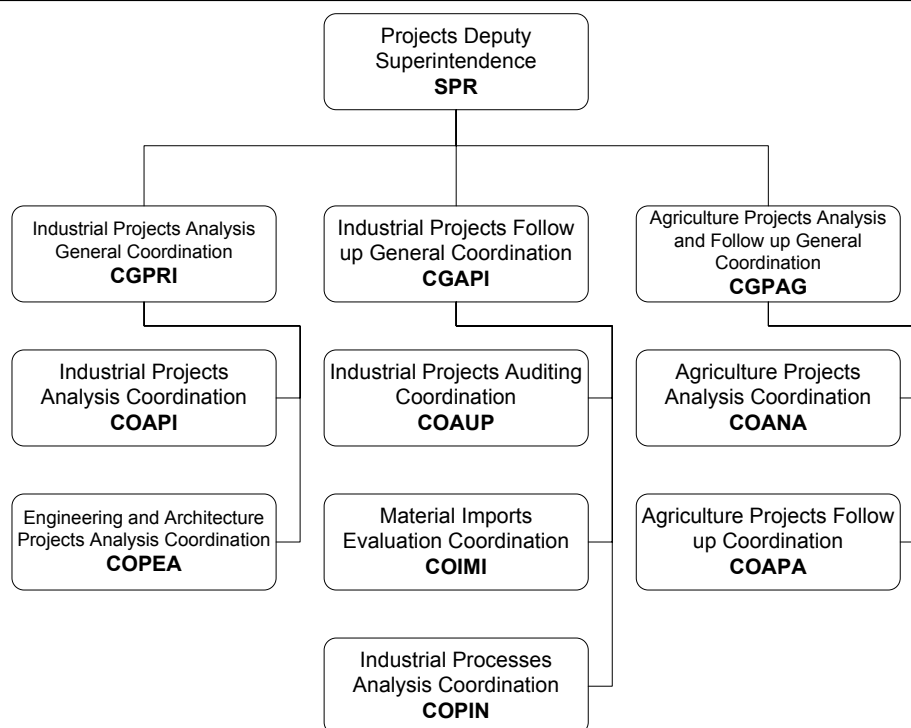 Projects Deputy
Superintendence
SPR
Industrial Projects Analysis
General Coordination
CGPRI
Industrial Projects Follow
up General Coordination
CGAPI
Agriculture Projects Analysis
and Follow up General
Coordination
CGPAG
Industrial Projects
Analysis Coordination
COAPI
Industrial Projects Auditing
Coordination
COAUP
Agriculture Projects
Analysis Coordination
COANA
Engineering and Architecture
Projects Analysis Coordination
COPEA
Material Imports
Evaluation Coordination
COIMI
Agriculture Projects Follow
up Coordination
COAPA
Industrial Processes
Analysis Coordination
COPIN